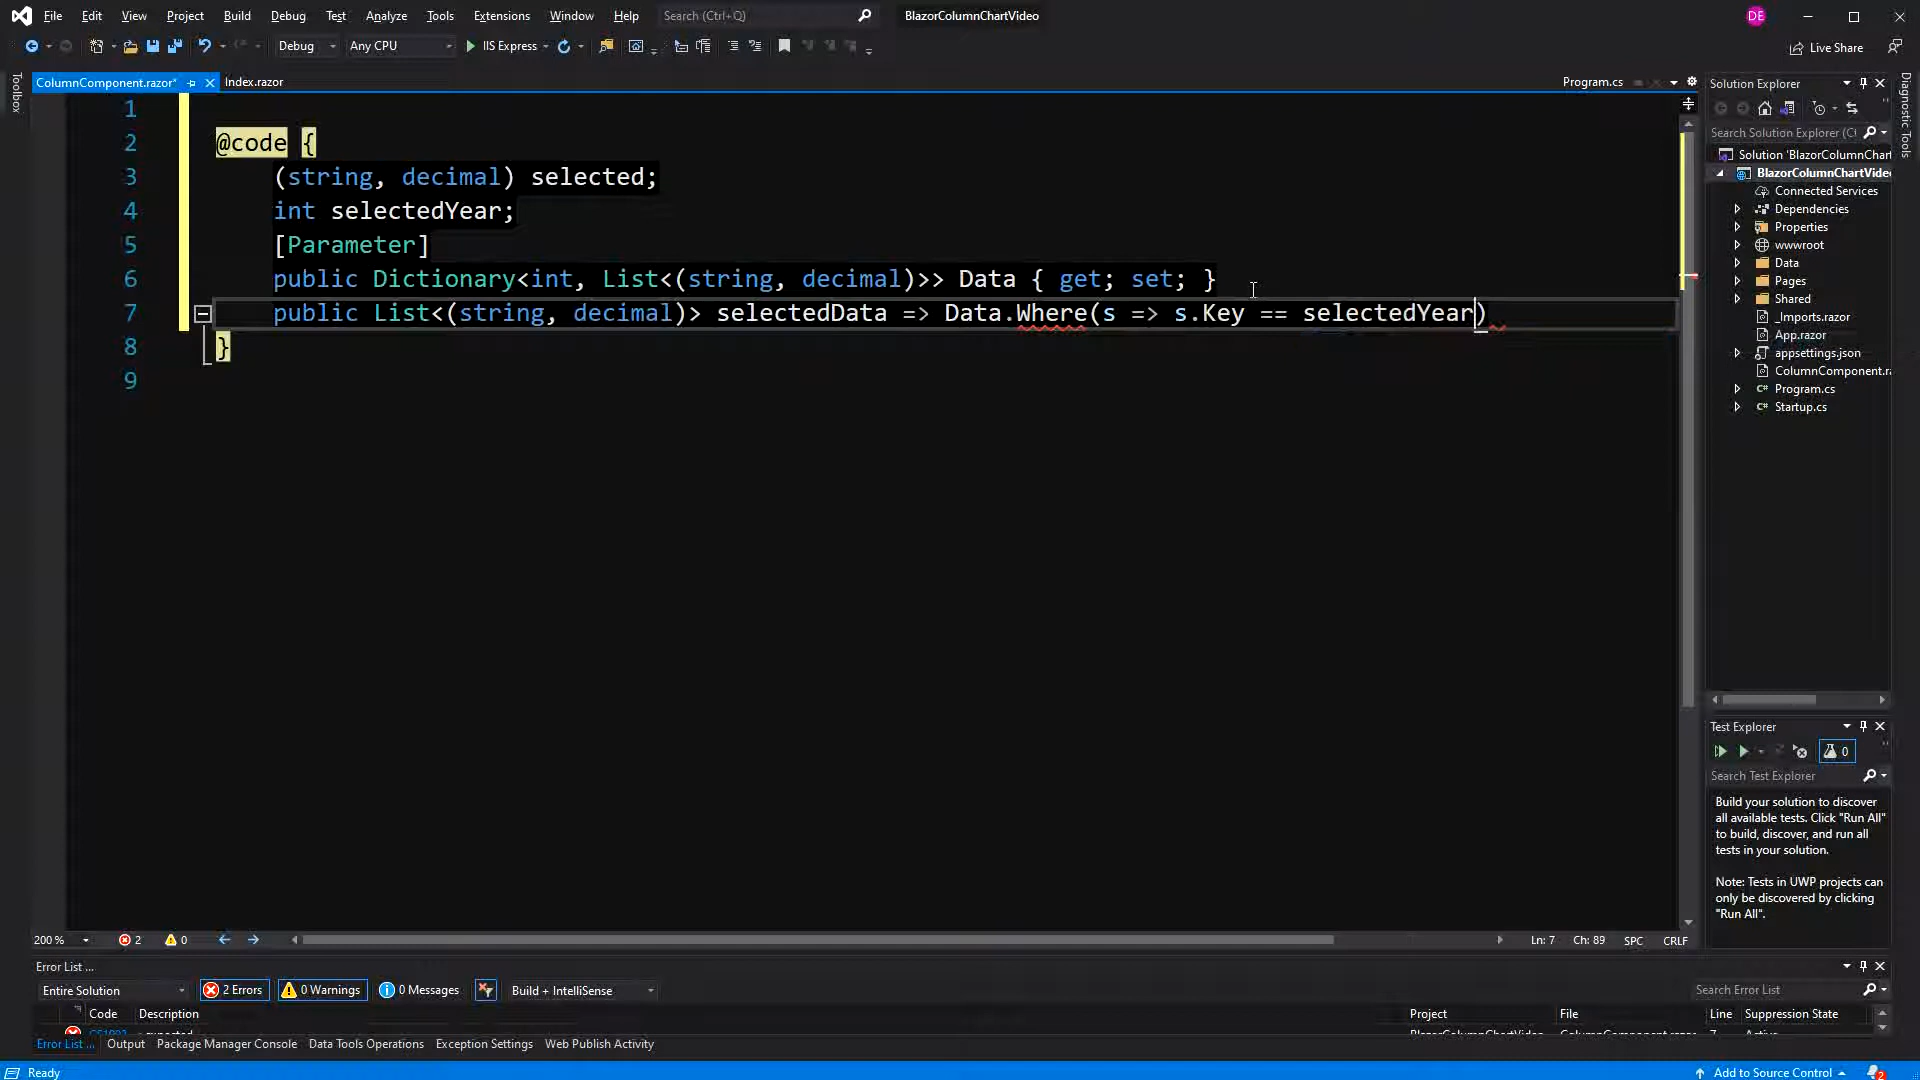 File Edit View Project Build Debug Test Analyze Tools Extensions Window Help Search (Ctrl+Q) BlazorColumnChartVideo DE
Debug Any CPU IIS Express Live Share
ColumnComponent.razor* Index.razor Program.cs
Toolbox
1
2 @code {
3 (string, decimal) selected;
4 int selectedYear;
5 [Parameter]
6 public Dictionary<int, List<(string, decimal)>> Data { get; set; }
7 public List<(string, decimal)> selectedData => Data.Where(s => s.Key == selectedYear)
8 }
9
200 % 2 0 Ln: 7 Ch: 89 SPC CRLF
Solution Explorer
Search Solution Explorer (C
Solution 'BlazorColumnChart
BlazorColumnChartVide
Connected Services
Dependencies
Properties
wwwroot
Data
Pages
Shared
_Imports.razor
App.razor
appsettings.json
ColumnComponent.ra
Program.cs
Startup.cs
Diagnostic Tools
Test Explorer
0
Search Test Explorer
Build your solution to discover
all available tests. Click "Run All"
to build, discover, and run all
tests in your solution.
Note: Tests in UWP projects can
only be discovered by clicking
"Run All".
Error List ...
Entire Solution 2 Errors 0 Warnings 0 Messages Build + IntelliSense Search Error List
Code Description Project File Line Suppression State
Error List ... Output Package Manager Console Data Tools Operations Exception Settings Web Publish Activity
Ready Add to Source Control 2